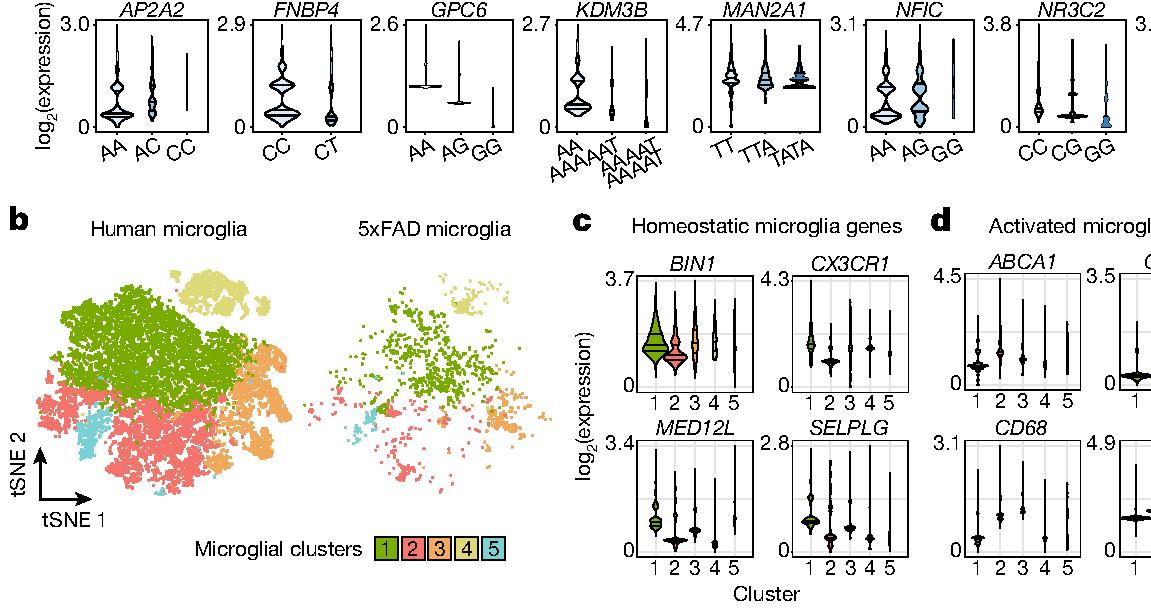 AP2A2 FNBP4 GPC6 KDM3B MAN2A1 NFIC NR3C2
3.0 2.9 2.6 2.7 4.7 3.1 3.8 3.
log2(expression)
0 0 0 0 0 0 0
AA AC CC CC CT AA AG GG AA AAAAAT AAAAT AAAAT TT TTA TATA AA AG GG CC CG GG
b Human microglia 5xFAD microglia
tSNE 2
tSNE 1
Microglial clusters 1 2 3 4 5
c Homeostatic microglia genes
BIN1 CX3CR1
3.7 4.3
0 0
1 2 3 4 5 1 2 3 4 5
log2(expression)
MED12L SELPLG
3.4 2.8
0 0
1 2 3 4 5 1 2 3 4 5
Cluster
d Activated microgl
ABCA1
4.5 3.5
0 0
1 2 3 4 5 1
CD68
3.1 4.9
0 0
1 2 3 4 5 1